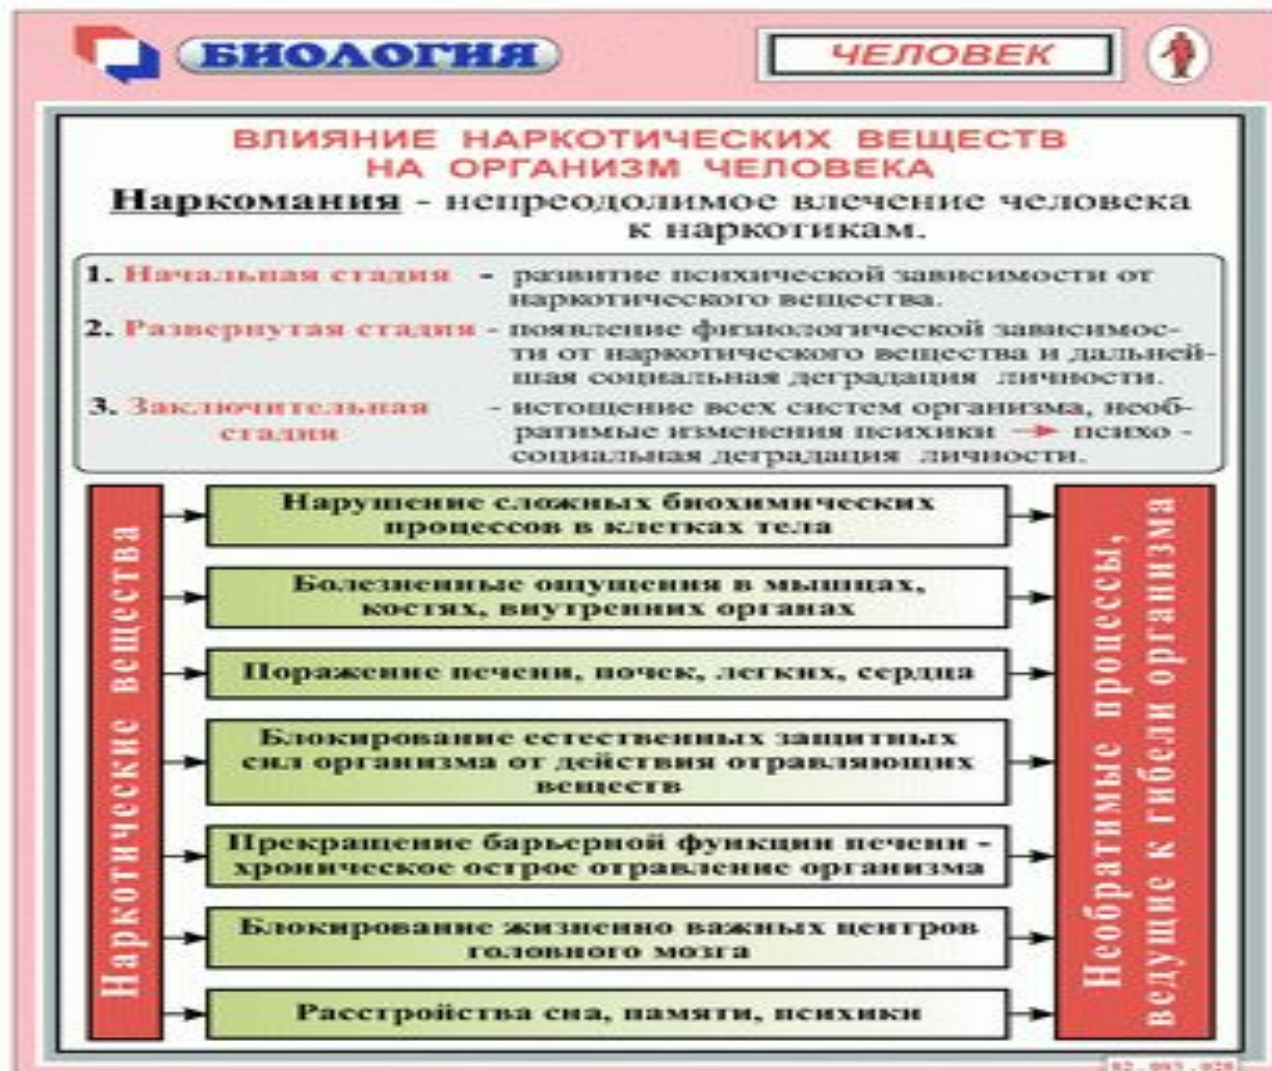 БИОЛОГИЯ
ЧЕЛОВЕК
ВЛИЯНИЕ НАРКОТИЧЕСКИХ ВЕЩЕСТВ
НА ОРГАНИЗМ ЧЕЛОВЕКА
Наркомания - непреодолимое влечение человека
к наркотикам.
1. Начальная стадия - развитие психической зависимости от
наркотического вещества.
2. Развернутая стадия - появление физиологической зависимос-
ти от наркотического вещества и дальней-
шая социальная деградация личности.
3. Заключительная - истощение всех систем организма, необ-
стадия ратимые изменения психики → психо -
социальная деградация личности.
Наркотические вещества
Нарушение сложных биохимических
процессов в клетках тела
Болезненные ощущения в мышцах,
костях, внутренних органах
Поражение печени, почек, легких, сердца
Блокирование естественных защитных
сил организма от действия отравляющих
веществ
Прекращение барьерной функции печени -
хроническое острое отравление организма
Блокирование жизненно важных центров
головного мозга
Расстройства сна, памяти, психики
Необратимые процессы,
ведущие к гибели организма